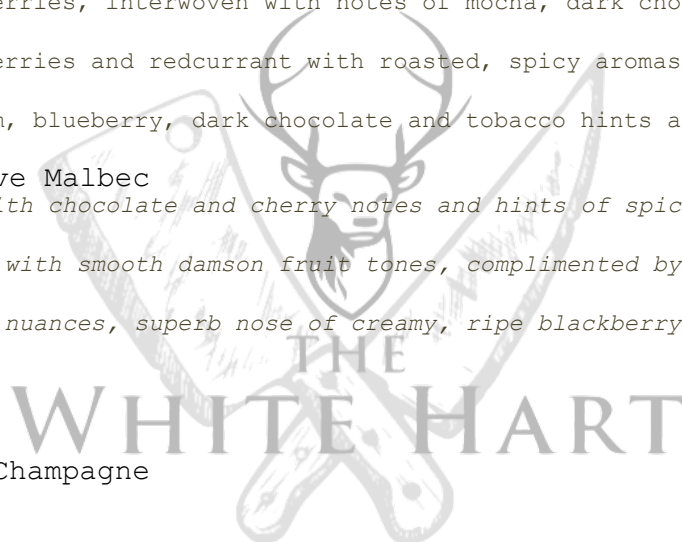 erries, interwoven with notes of mocha, dark cho
erries and redcurrant with roasted, spicy aromas
, blueberry, dark chocolate and tobacco hints a
ve Malbec
ith chocolate and cherry notes and hints of spic
with smooth damson fruit tones, complimented by
nuances, superb nose of creamy, ripe blackberry
THE
WHITE HART
Champagne